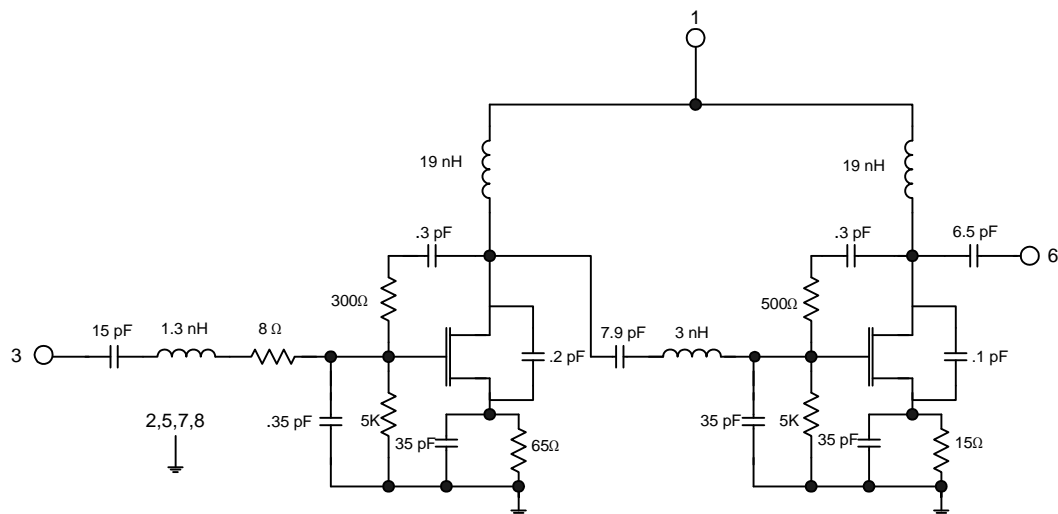 1
19 nH
19 nH
.3 pF
.3 pF
6.5 pF
6
300Ω
500Ω
15 pF
1.3 nH
8 Ω
7.9 pF
3 nH
3
.2 pF
.1 pF
2,5,7,8
.35 pF
5K
35 pF
65Ω
35 pF
5K
35 pF
15Ω